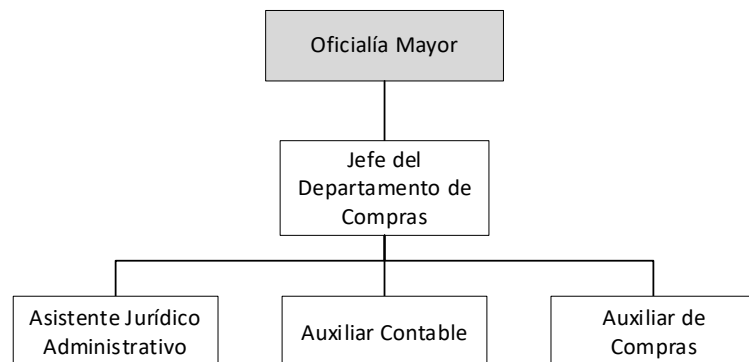 Oficialía Mayor
Jefe del
Departamento de
Compras
Asistente Jurídico
Administrativo
Auxiliar Contable
Auxiliar de
Compras